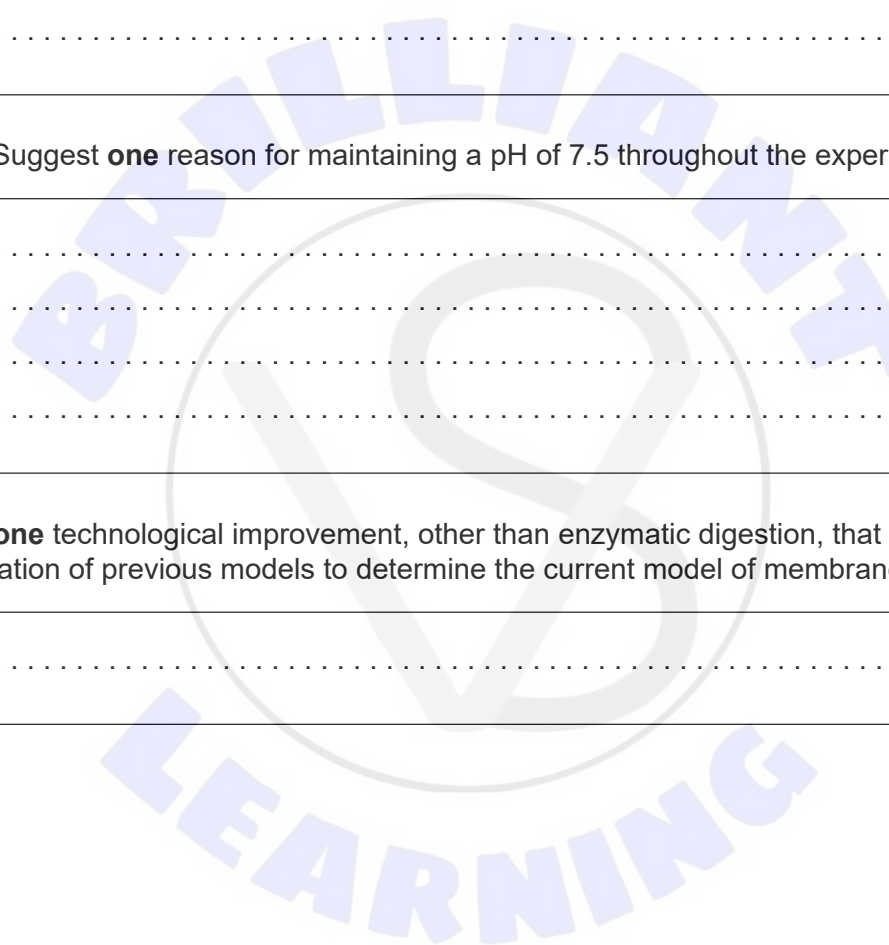 Suggest one reason for maintaining a pH of 7.5 throughout the exper
one technological improvement, other than enzymatic digestion, that
ation of previous models to determine the current model of membran
BRILLIANT
VS
LEARNING